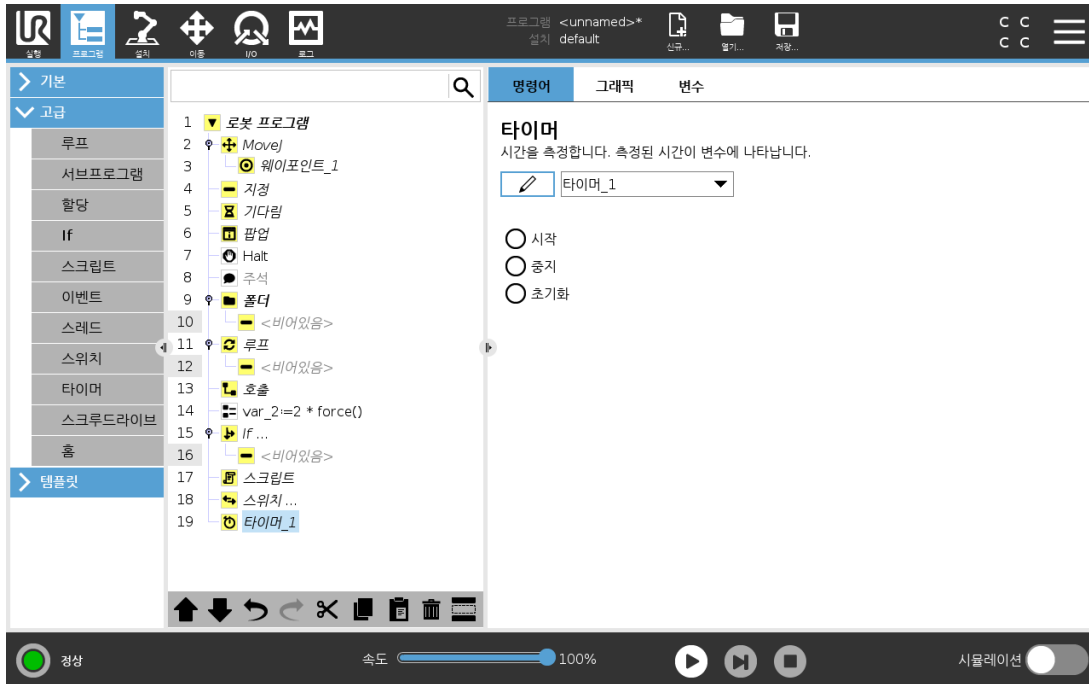 UR
실행
프로그램
설치
이동
I/O
로그
프로그램 <unnamed>*
설치 default
신규...
열기...
저장...
C C
C C
기본
고급
루프
서브프로그램
할당
If
스크립트
이벤트
스레드
스위치
타이머
스크루드라이브
홈
템플릿
1 로봇 프로그램
2 MoveJ
3 웨이포인트_1
4 지정
5 기다림
6 팝업
7 Halt
8 주석
9 폴더
10 <비어있음>
11 루프
12 <비어있음>
13 호출
14 var_2:=2 * force()
15 If ...
16 <비어있음>
17 스크립트
18 스위치 ...
19 타이머_1
명령어 그래픽 변수
타이머
시간을 측정합니다. 측정된 시간이 변수에 나타납니다.
타이머_1
시작
중지
초기화
정상
속도 100%
시뮬레이션